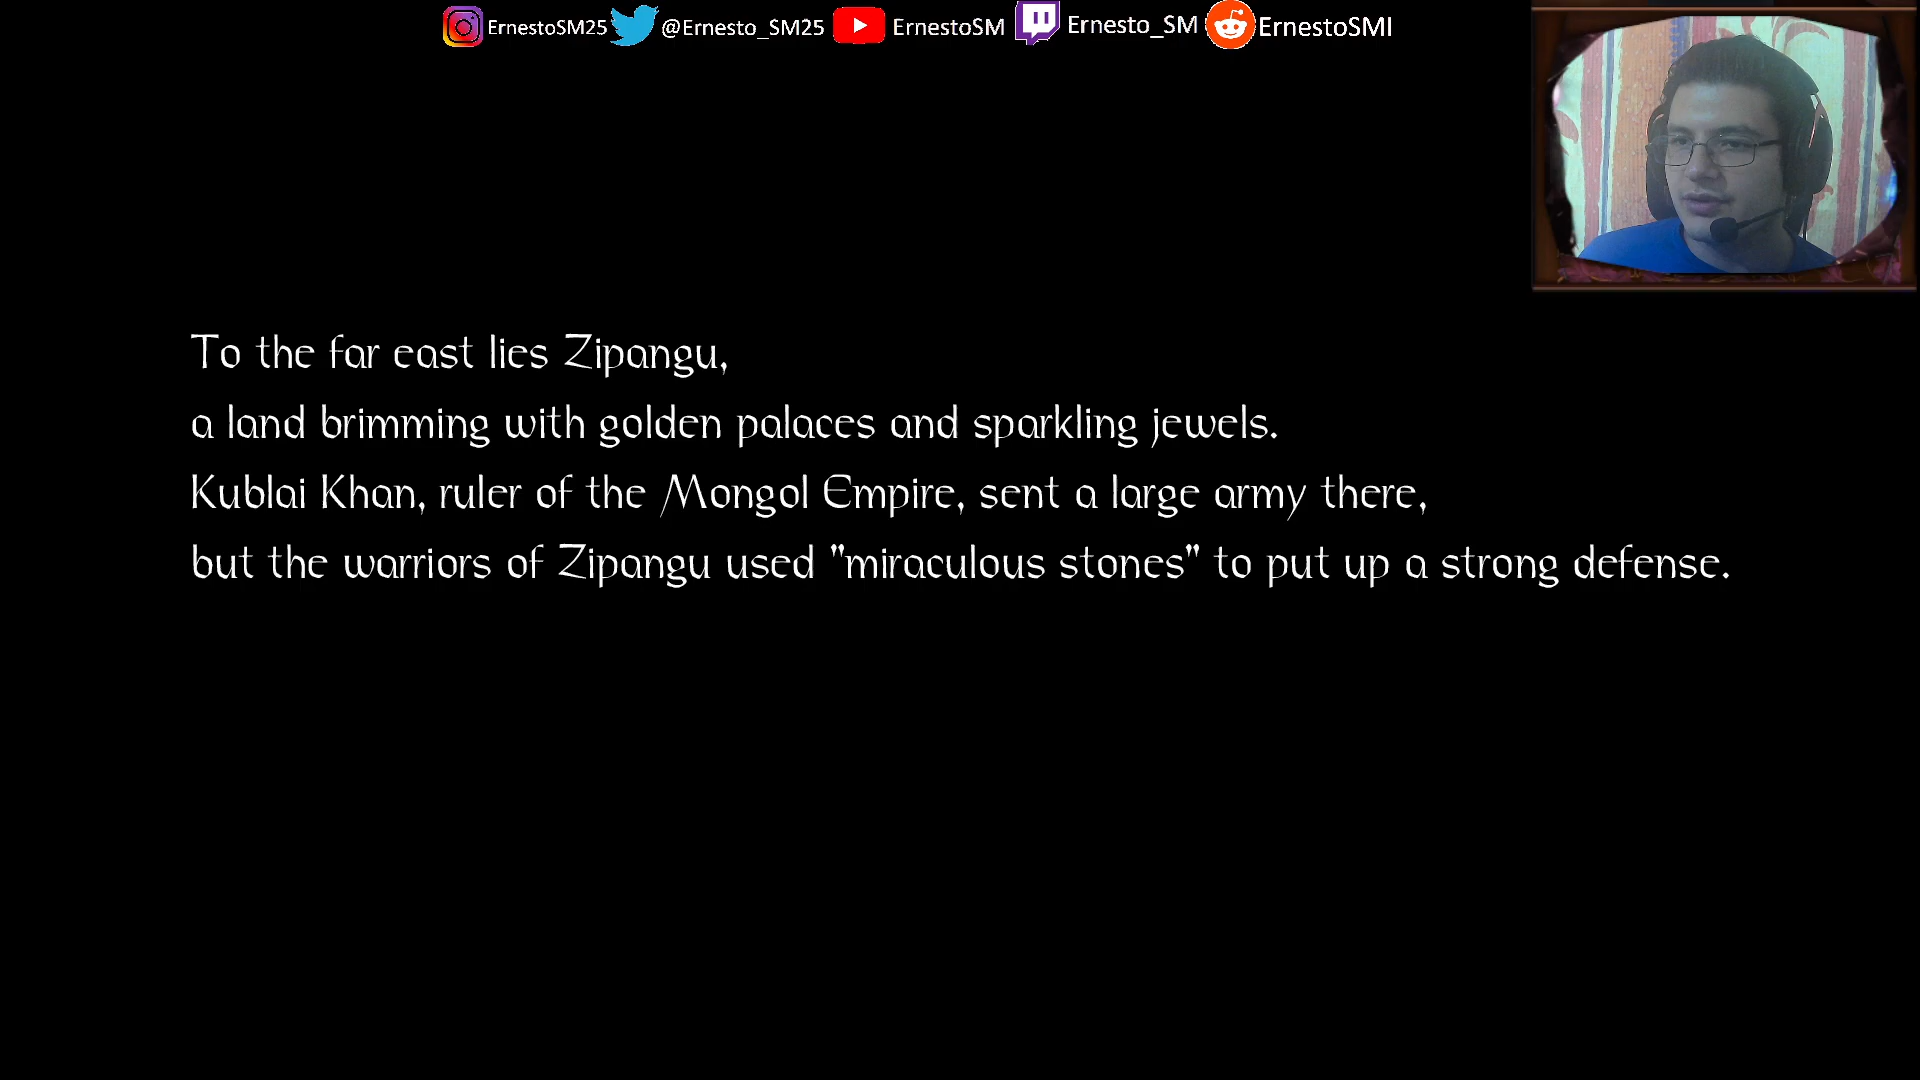 ErnestoSM25 @Ernesto_SM25 ErnestoSM Ernesto_SM ErnestoSMI
To the far east lies Zipangu,
a land brimming with golden palaces and sparkling jewels.
Kublai Khan, ruler of the Mongol Empire, sent a large army there,
but the warriors of Zipangu used "miraculous stones" to put up a strong defense.